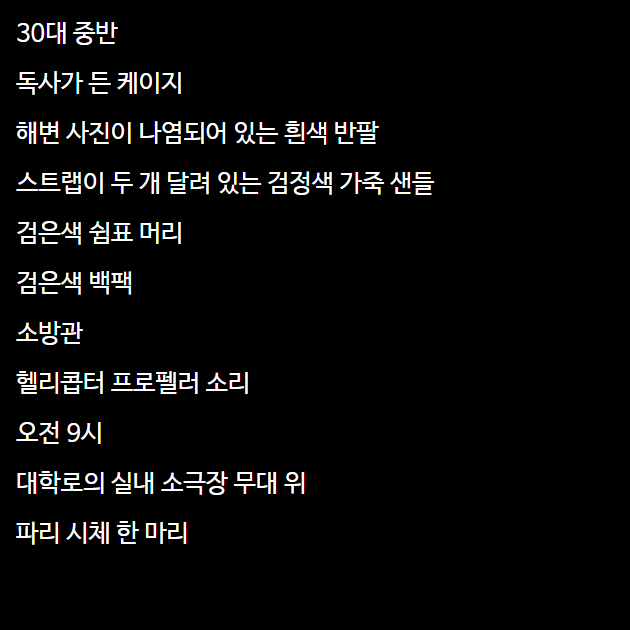 30대 중반
독사가 든 케이지
해변 사진이 나염되어 있는 흰색 반팔
스트랩이 두 개 달려 있는 검정색 가죽 샌들
검은색 쉼표 머리
검은색 백팩
소방관
헬리콥터 프로펠러 소리
오전 9시
대학로의 실내 소극장 무대 위
파리 시체 한 마리